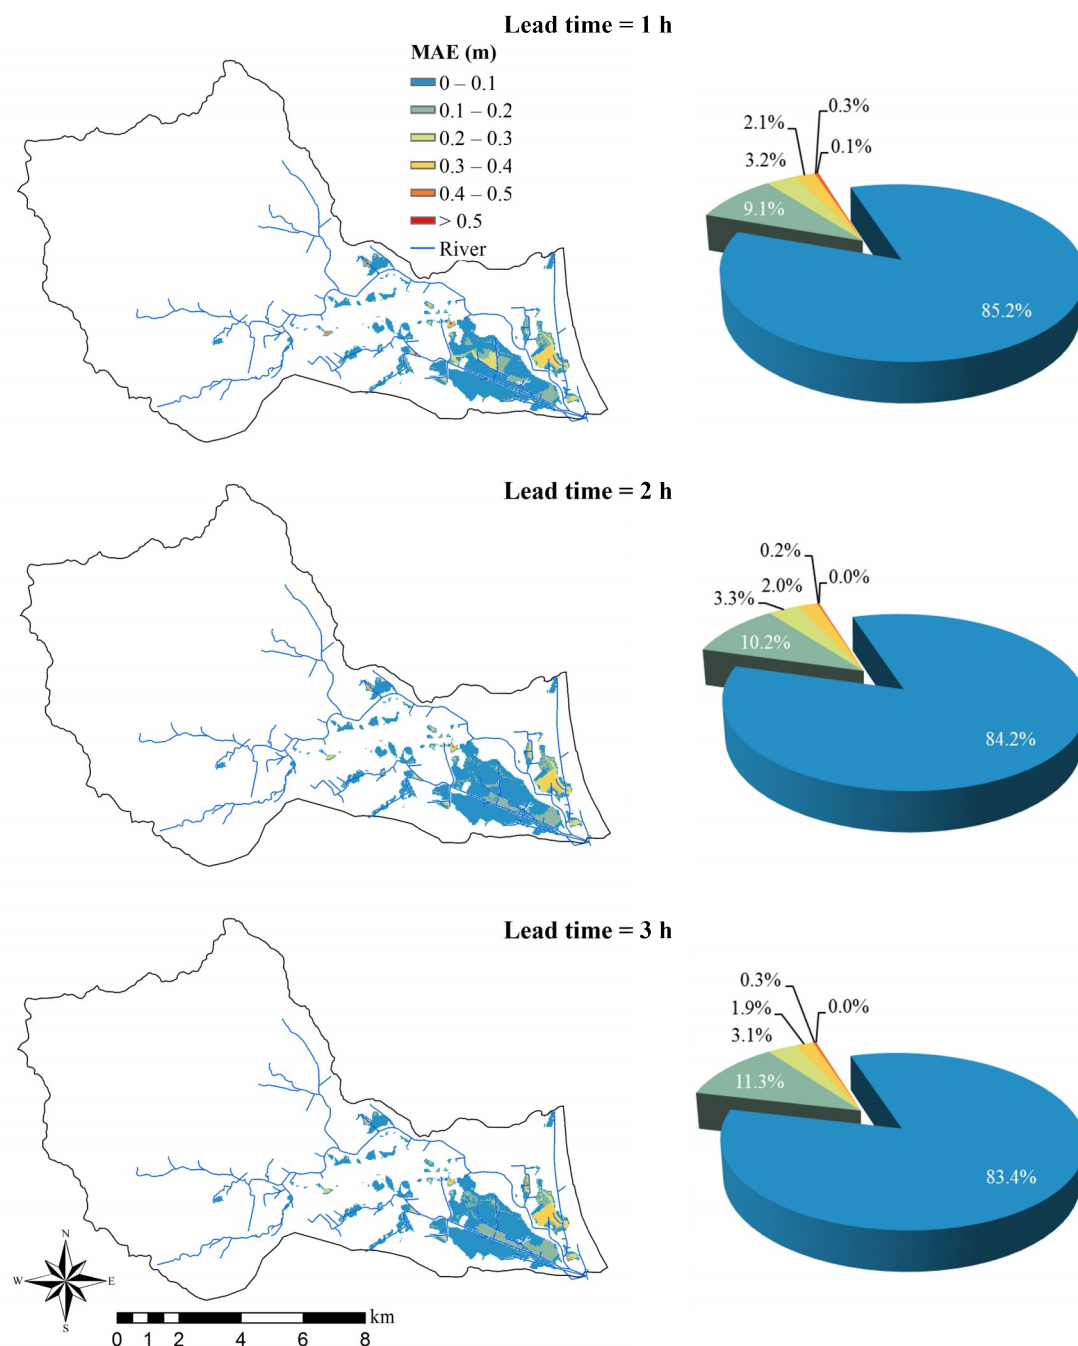 Lead time = 1 h
MAE (m)
0 – 0.1
0.1 – 0.2
0.2 – 0.3
0.3 – 0.4
0.4 – 0.5
> 0.5
River
0.3%
2.1%
0.1%
3.2%
9.1%
85.2%
Lead time = 2 h
0.2%
0.0%
2.0%
3.3%
10.2%
84.2%
Lead time = 3 h
0.3%
1.9%
0.0%
3.1%
11.3%
83.4%
N
W
E
S
km
0 1 2 4 6 8